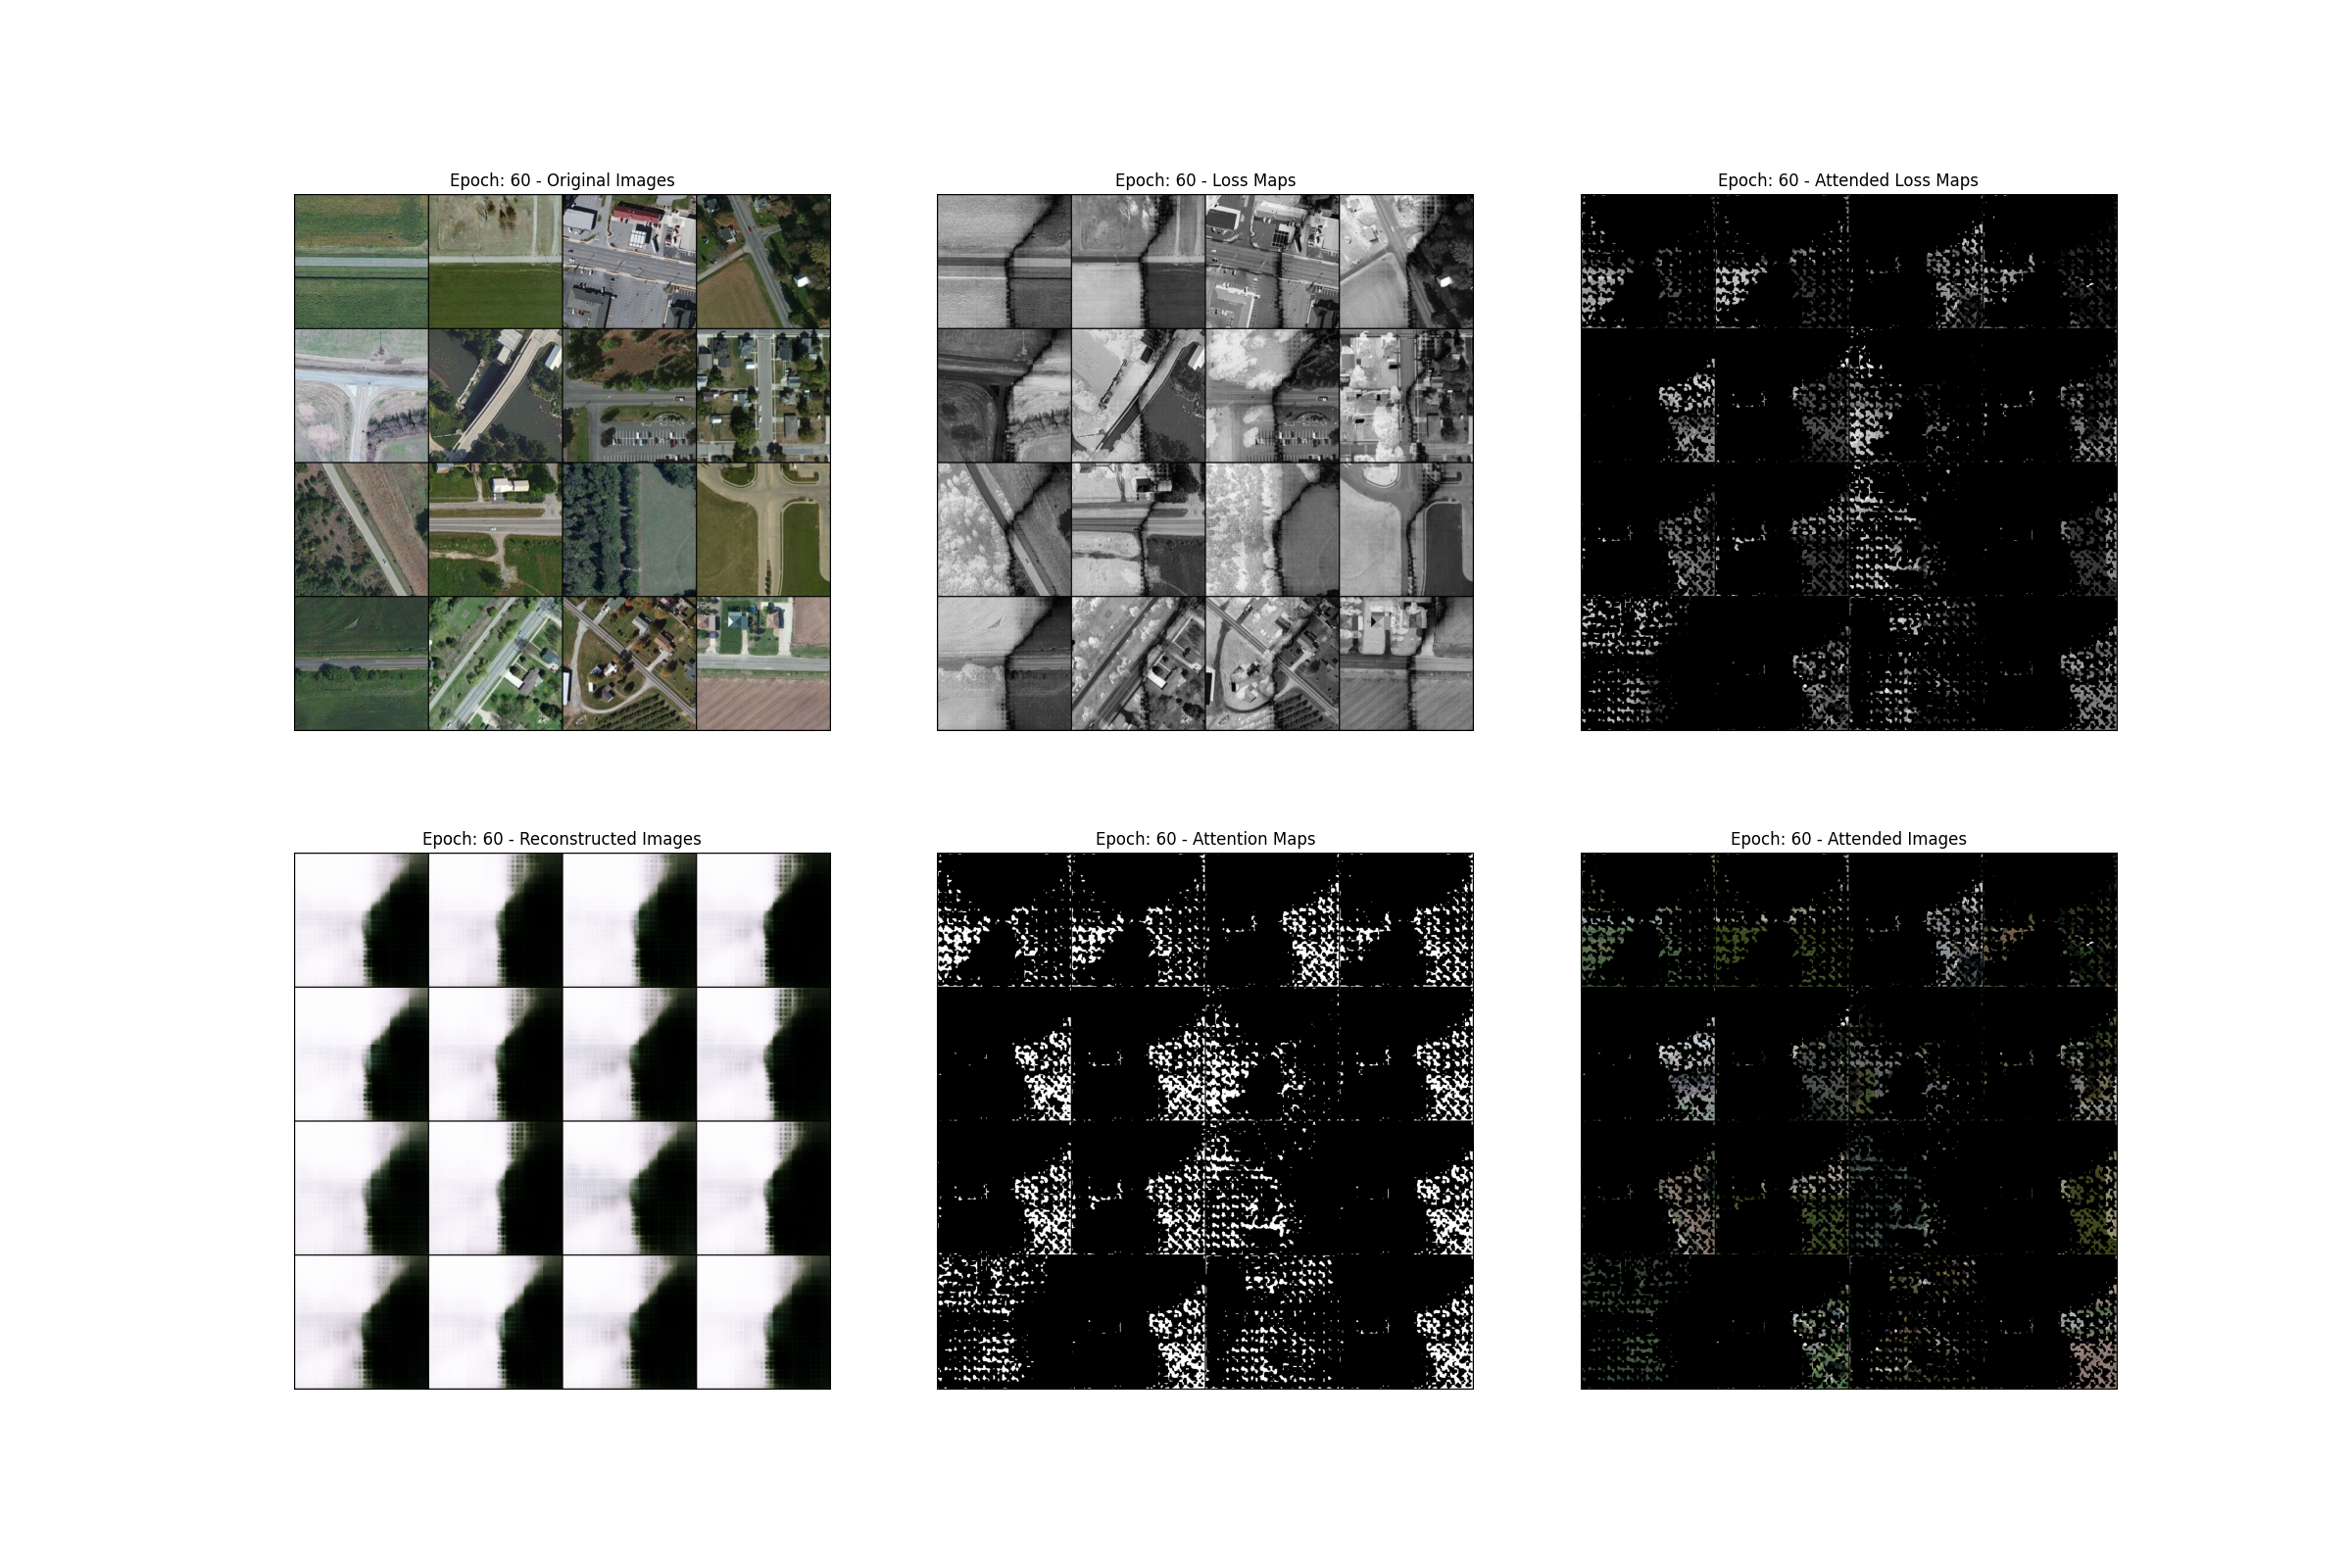 Epoch: 60 - Original Images
Epoch: 60 - Loss Maps
Epoch: 60 - Attended Loss Maps
Epoch: 60 - Reconstructed Images
Epoch: 60 - Attention Maps
Epoch: 60 - Attended Images